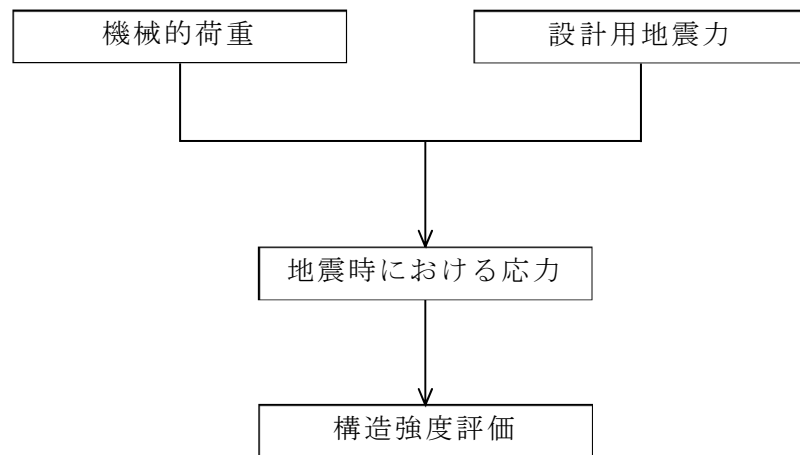 機械的荷重
設計用地震力
地震時における応力
構造強度評価